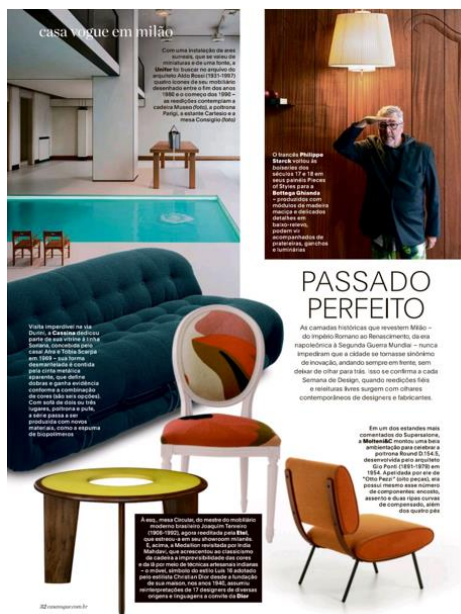 casa vogue em milão
Com uma instalação de ares
surreais, que se valeu de
miniaturas e de uma fonte, a
UniFor foi buscar no arquivo do
arquiteto Aldo Rossi (1931-1997)
quatro ícones de seu mobiliário
desenhado entre o fim dos anos
1980 e o começo dos 1990 –
as reedições contemplam a
cadeira Museo (foto), a poltrona
Parigi, a estante Cartesio e a
mesa Consiglio (foto)
O francês Philippe
Starck voltou às
boiseries dos
séculos 17 e 18 em
seus painéis Pieces
of Styles para a
Bottega Ghianda
– produzidos com
módulos de madeira
maciça e delicados
detalhes em
baixo-relevo,
podem vir
acompanhados de
prateleiras, ganchos
e luminárias
PASSADO
PERFEITO
As camadas históricas que revestem Milão –
do Império Romano ao Renascimento, da era
napoleônica à Segunda Guerra Mundial – nunca
impediram que a cidade se tornasse sinônimo
de inovação, andando sempre em frente, sem
deixar de olhar para trás. Isso se confirma a cada
Semana de Design, quando reedições fiéis
e releituras livres surgem com olhares
contemporâneos de designers e fabricantes.
Visita imperdível na via
Durini, a Cassina dedicou
parte de sua vitrine à linha
Soriana, concebida pelo
casal Afra e Tobia Scarpa
em 1969 – sua forma
desmantelada é contida
pela cinta metálica
aparente, que define
dobras e ganha evidência
conforme a combinação
de cores (são seis opções).
Com sofá de dois ou três
lugares, poltrona e pufe,
a série passa a ser
produzida com novos
materiais, como a espuma
de biopolímeros
Em um dos estandes mais
comentados do Supersalone,
a Molteni&C montou uma bela
ambientação para celebrar a
poltrona Round D.154.5,
desenvolvida pelo arquiteto
Gio Ponti (1891-1979) em
1954. Apelidada por ele de
"Otto Pezzi" (oito peças), ela
possui mesmo esse número
de componentes: encosto,
assento e duas ripas curvas
de compensado, além
dos quatro pés
À esq., mesa Circular, do mestre do mobiliário
moderno brasileiro Joaquim Tenreiro
(1906-1992), agora reeditada pela Etel,
que estreou-a em seu showroom milanês.
E, acima, a Medallion revisitada por India
Mahdavi, que acrescentou ao classicismo
da cadeira a imprevisibilidade das cores
e da lã por meio de técnicas artesanais indianas
– o móvel, símbolo do estilo Luís 16 adotado
pelo estilista Christian Dior desde a fundação
de sua maison, nos anos 1940, assumiu
reinterpretações de 17 designers de diversas
origens e linguagens a convite da Dior
32 casavogue.com.br